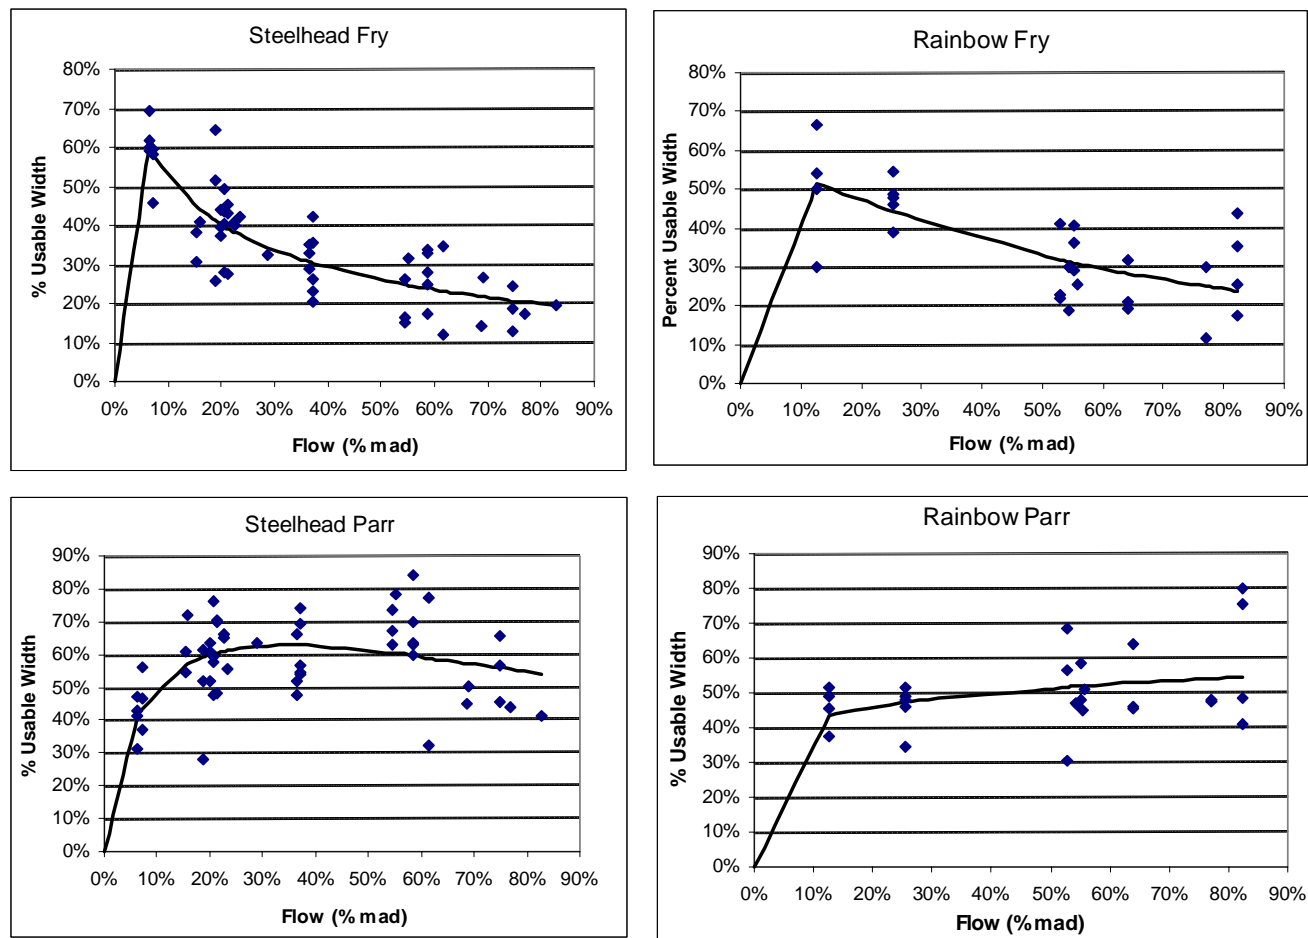 Steelhead Fry
% Usable Width
80%
70%
60%
50%
40%
30%
20%
10%
0%
0% 10% 20% 30% 40% 50% 60% 70% 80% 90%
Flow (% mad)
Rainbow Fry
Percent Usable Width
80%
70%
60%
50%
40%
30%
20%
10%
0%
0% 10% 20% 30% 40% 50% 60% 70% 80% 90%
Flow (% mad)
Steelhead Parr
% Usable Width
90%
80%
70%
60%
50%
40%
30%
20%
10%
0%
0% 10% 20% 30% 40% 50% 60% 70% 80% 90%
Flow (% mad)
Rainbow Parr
% Usable Width
90%
80%
70%
60%
50%
40%
30%
20%
10%
0%
0% 10% 20% 30% 40% 50% 60% 70% 80% 90%
Flow (% mad)